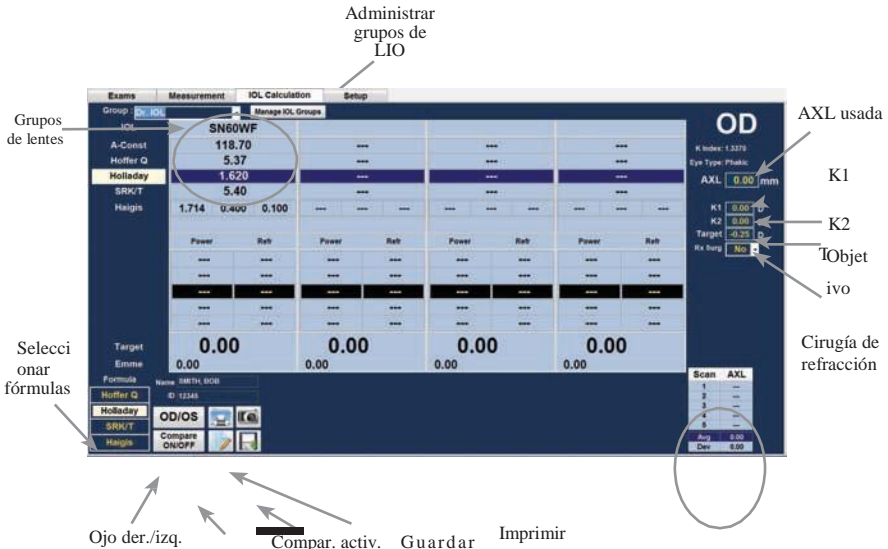 Administrar
grupos de
LIO
Exams Measurement IOL Calculation Setup
Group : Dr. IOL Manage IOL Groups
Grupos
de lentes
IOL SN60WF
A-Const 118.70 --- --- ---
Hoffer Q 5.37 --- --- ---
Holladay 1.620 --- --- ---
SRK/T 5.40 --- --- ---
Haigis 1.714 0.400 0.100 --- --- --- --- --- --- --- --- ---
Power Refr Power Refr Power Refr Power Refr
--- --- --- --- --- --- --- ---
--- --- --- --- --- --- --- ---
--- --- --- --- --- --- --- ---
--- --- --- --- --- --- --- ---
--- --- --- --- --- --- --- ---
Target 0.00 0.00 0.00 0.00
Emme 0.00 0.00 0.00 0.00
OD
K Index: 1.3375
Eye Type: Phakic
AXL 0.00 mm
K1 0.00 D
K2 0.00
Target -0.25 D
Rx Surg No
AXL usada
K1
K2
TObjet
ivo
Cirugía de
refracción
Selecci
onar
fórmulas
Formula
Hoffer Q
Holladay
SRK/T
Haigis
Name SMITH, BOB
ID 12345
OD/OS
Compare
ON/OFF
Scan AXL
1 ---
2 ---
3 ---
4 ---
5 ---
Avg 0.00
Dev 0.00
Ojo der./izq.
Compar. activ.
Guardar
Imprimir